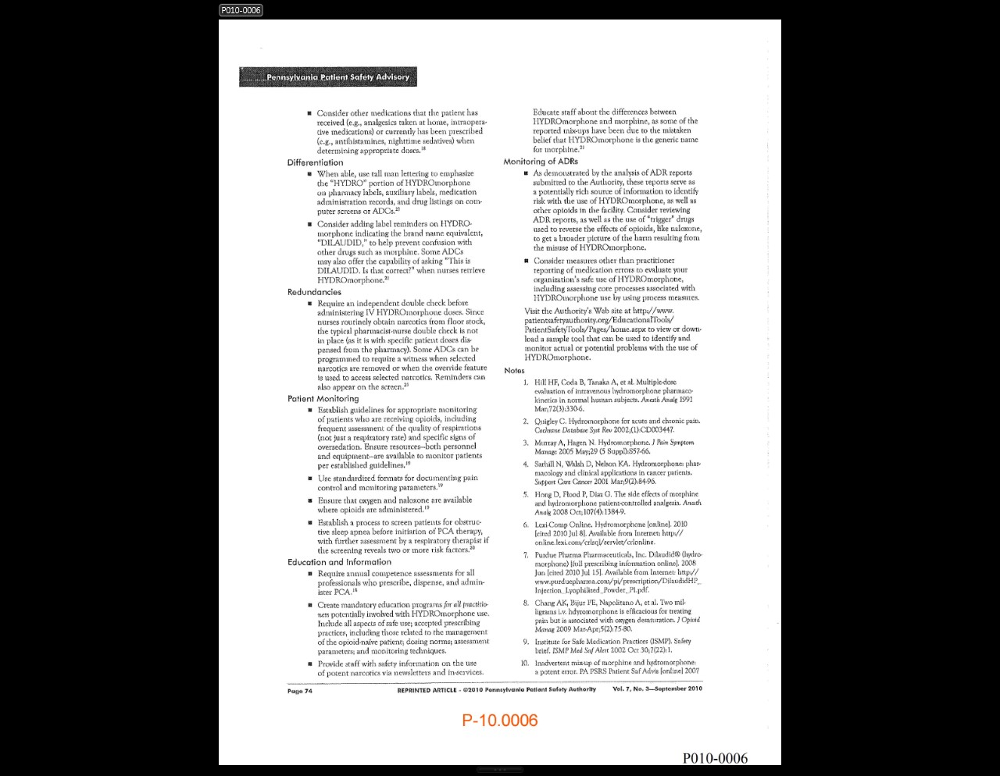 P010-0006
Pennsylvania Patient Safety Advisory
■ Consider other medications that the patient has
received (e.g., analgesics taken at home, intraopera-
tive medications) or currently has been prescribed
(e.g., antihistamines, nighttime sedatives) when
determining appropriate doses.18
Differentiation
■ When able, use tall man lettering to emphasize
the “HYDRO” portion of HYDROmorphone
on pharmacy labels, auxiliary labels, medication
administration records, and drug listings on com-
puter screens or ADCs.21
■ Consider adding label reminders on HYDRO-
morphone indicating the brand name equivalent,
“DILAUDID,” to help prevent confusion with
other drugs such as morphine. Some ADCs
may also offer the capability of asking “This is
DILAUDID. Is that correct?” when nurses retrieve
HYDROmorphone.21
Redundancies
■ Require an independent double check before
administering IV HYDROmorphone doses. Since
nurses routinely obtain narcotics from floor stock,
the typical pharmacist-nurse double check is not
in place (as it is with specific patient doses dis-
pensed from the pharmacy). Some ADCs can be
programmed to require a witness when selected
narcotics are removed or when the override feature
is used to access selected narcotics. Reminders can
also appear on the screen.21
Patient Monitoring
■ Establish guidelines for appropriate monitoring
of patients who are receiving opioids, including
frequent assessment of the quality of respirations
(not just a respiratory rate) and specific signs of
oversedation. Ensure resources—both personnel
and equipment—are available to monitor patients
per established guidelines.19
■ Use standardized formats for documenting pain
control and monitoring parameters.19
■ Ensure that oxygen and naloxone are available
where opioids are administered.19
■ Establish a process to screen patients for obstruc-
tive sleep apnea before initiation of PCA therapy,
with further assessment by a respiratory therapist if
the screening reveals two or more risk factors.20
Education and Information
■ Require annual competence assessments for all
professionals who prescribe, dispense, and admin-
ister PCA.18
■ Create mandatory education programs for all practitio-
ners potentially involved with HYDROmorphone use.
Include all aspects of safe use; accepted prescribing
practices, including those related to the management
of the opioid-naïve patient; dosing norms; assessment
parameters; and monitoring techniques.
■ Provide staff with safety information on the use
of potent narcotics via newsletters and in-services.
Educate staff about the differences between
HYDROmorphone and morphine, as some of the
reported mix-ups have been due to the mistaken
belief that HYDROmorphone is the generic name
for morphine.21
Monitoring of ADRs
■ As demonstrated by the analysis of ADR reports
submitted to the Authority, these reports serve as
a potentially rich source of information to identify
risk with the use of HYDROmorphone, as well as
other opioids in the facility. Consider reviewing
ADR reports, as well as the use of “trigger” drugs
used to reverse the effects of opioids, like naloxone,
to get a broader picture of the harm resulting from
the misuse of HYDROmorphone.
■ Consider measures other than practitioner
reporting of medication errors to evaluate your
organization's safe use of HYDROmorphone,
including assessing core processes associated with
HYDROmorphone use by using process measures.
Visit the Authority's Web site at http://www.
patientsafetyauthority.org/EducationalTools/
PatientSafetyTools/Pages/home.aspx to view or down-
load a sample tool that can be used to identify and
monitor actual or potential problems with the use of
HYDROmorphone.
Notes
1. Hill HF, Coda B, Tanaka A, et al. Multiple-dose
evaluation of intravenous hydromorphone pharmaco-
kinetics in normal human subjects. Anesth Analg 1991
Mar;72(3):330-6.
2. Quigley C. Hydromorphone for acute and chronic pain.
Cochrane Database Syst Rev 2002;(1):CD003447.
3. Murray A, Hagen N. Hydromorphone. J Pain Symptom
Manage 2005 May;29 (5 Suppl):S57-66.
4. Sarhill N, Walsh D, Nelson KA. Hydromorphone: phar-
macology and clinical applications in cancer patients.
Support Care Cancer 2001 Mar;9(2):84-96.
5. Hong D, Flood P, Diaz G. The side effects of morphine
and hydromorphone patient-controlled analgesia. Anesth
Analg 2008 Oct;107(4):1384-9.
6. Lexi-Comp Online. Hydromorphone [online]. 2010
[cited 2010 Jul 8]. Available from Internet: http://
online.lexi.com/crlsql/servlet/crlonline.
7. Purdue Pharma Pharmaceuticals, Inc. Dilaudid® (hydro-
morphone) [full prescribing information online]. 2008
Jun [cited 2010 Jul 15]. Available from Internet: http://
www.purduepharma.com/pi/prescription/DilaudidHP_
Injection_Lyophilized_Powder_PI.pdf.
8. Chang AK, Bijur PE, Napolitano A, et al. Two mil-
ligrams i.v. hdyromorphone is efficacious for treating
pain but is associated with oxygen desaturation. J Opioid
Manag 2009 Mar-Apr;5(2):75-80.
9. Institute for Safe Medication Practices (ISMP). Safety
brief. ISMP Med Saf Alert 2002 Oct 30;7(22):1.
10. Inadvertent mix-up of morphine and hydromorphone:
a potent error. PA PSRS Patient Saf Advis [online] 2007
Page 74
REPRINTED ARTICLE - ©2010 Pennsylvania Patient Safety Authority
Vol. 7, No. 3—September 2010
P-10.0006
P010-0006